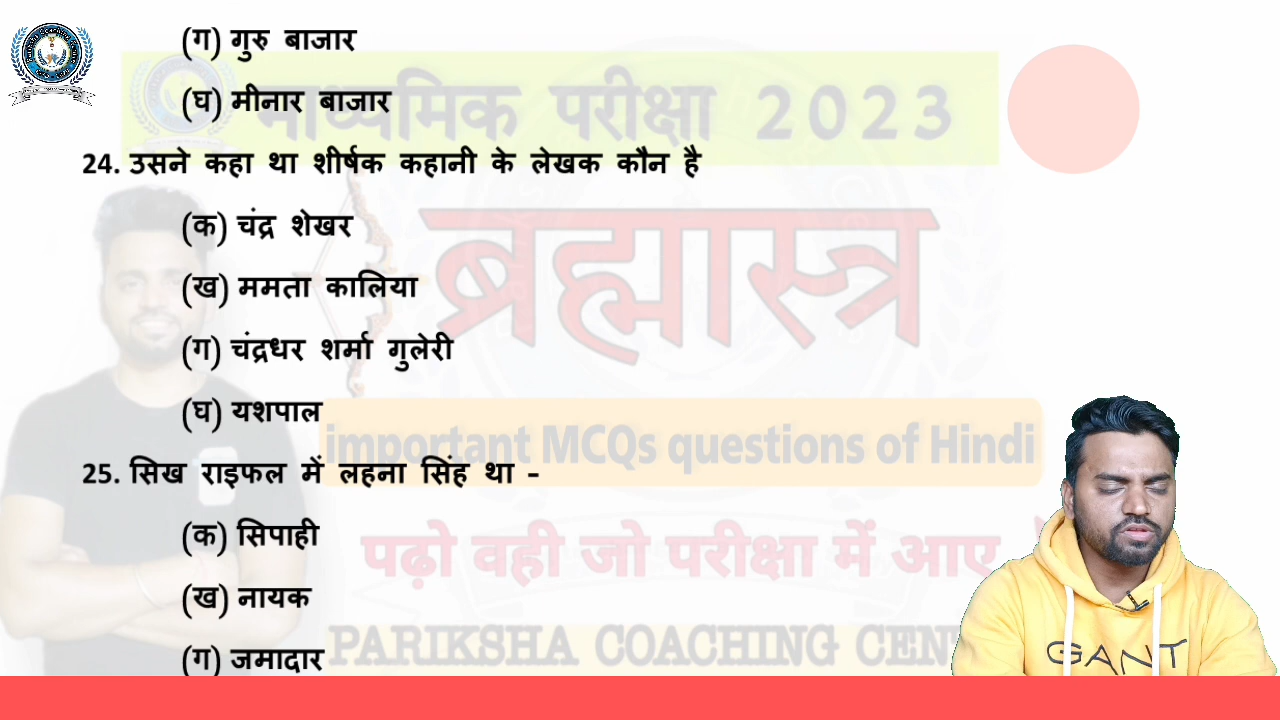 (ग) गुरु बाजार
(घ) मीनार बाजार
माध्यमिक परीक्षा 2023
24. उसने कहा था शीर्षक कहानी के लेखक कौन है
(क) चंद्र शेखर
ब्रह्मास्त्र
(ख) ममता कालिया
(ग) चंद्रधर शर्मा गुलेरी
(घ) यशपाल
important MCQs questions of Hindi
25. सिख राइफल में लहना सिंह था –
(क) सिपाही
पढ़ो वही जो परीक्षा में आए
(ख) नायक
(ग) जमादार
PARIKSHA COACHING
GANT